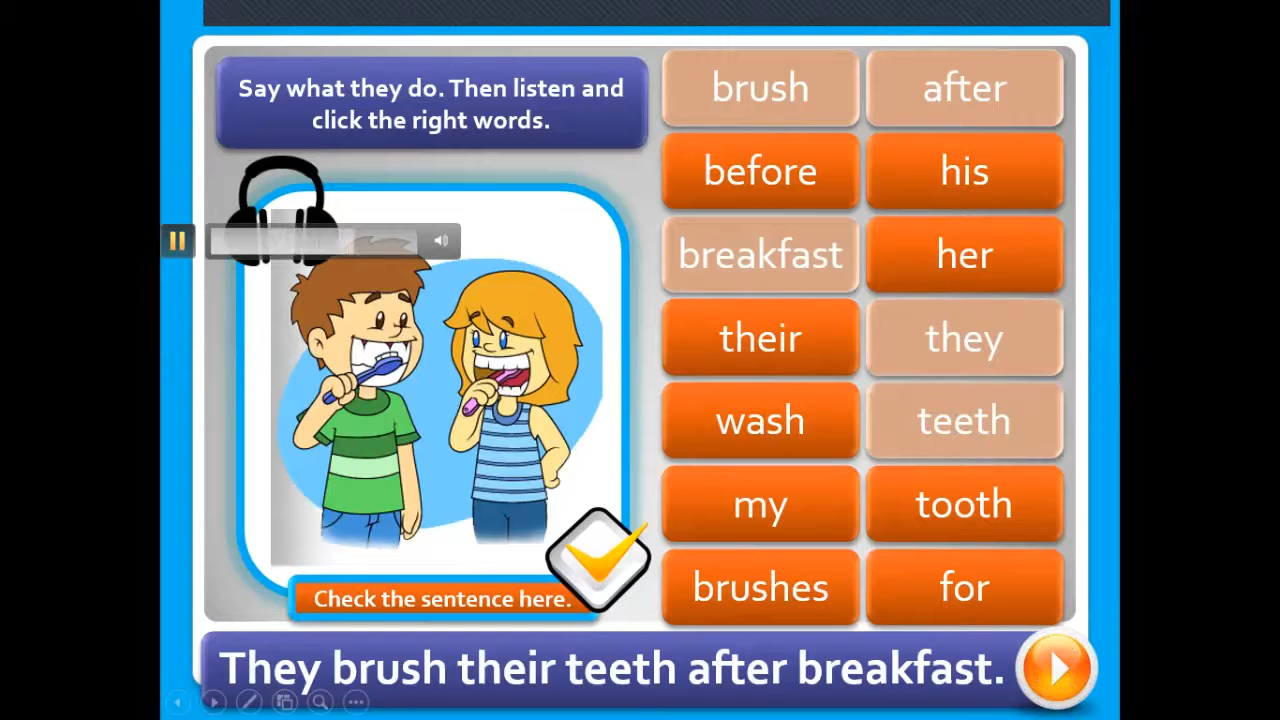 Say what they do. Then listen and
click the right words.
brush
after
before
his
breakfast
her
their
they
wash
teeth
my
tooth
brushes
for
Check the sentence here.
They brush their teeth after breakfast.